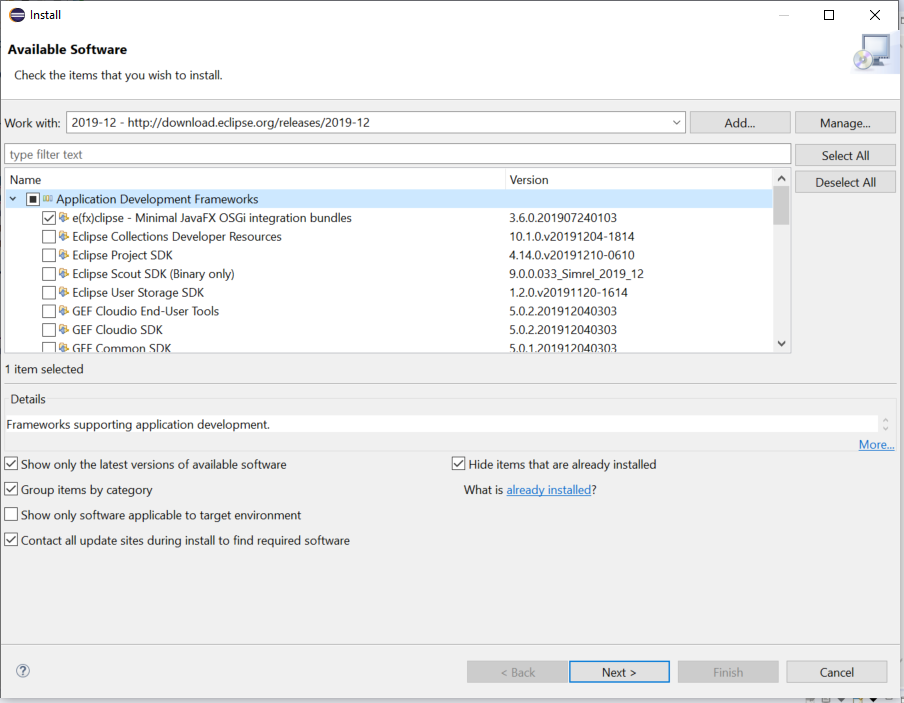 Install
Available Software
Check the items that you wish to install.
Work with: 2019-12 - http://download.eclipse.org/releases/2019-12 Add... Manage...
type filter text Select All
Deselect All
Name Version
Application Development Frameworks
e(fx)clipse - Minimal JavaFX OSGi integration bundles 3.6.0.201907240103
Eclipse Collections Developer Resources 10.1.0.v20191204-1814
Eclipse Project SDK 4.14.0.v20191210-0610
Eclipse Scout SDK (Binary only) 9.0.0.033_Simrel_2019_12
Eclipse User Storage SDK 1.2.0.v20191120-1614
GEF Cloudio End-User Tools 5.0.2.201912040303
GEF Cloudio SDK 5.0.2.201912040303
GEF Common SDK 5.0.1.201912040303
1 item selected
Details
Frameworks supporting application development.
More...
Show only the latest versions of available software Hide items that are already installed
Group items by category What is already installed?
Show only software applicable to target environment
Contact all update sites during install to find required software
< Back Next > Finish Cancel